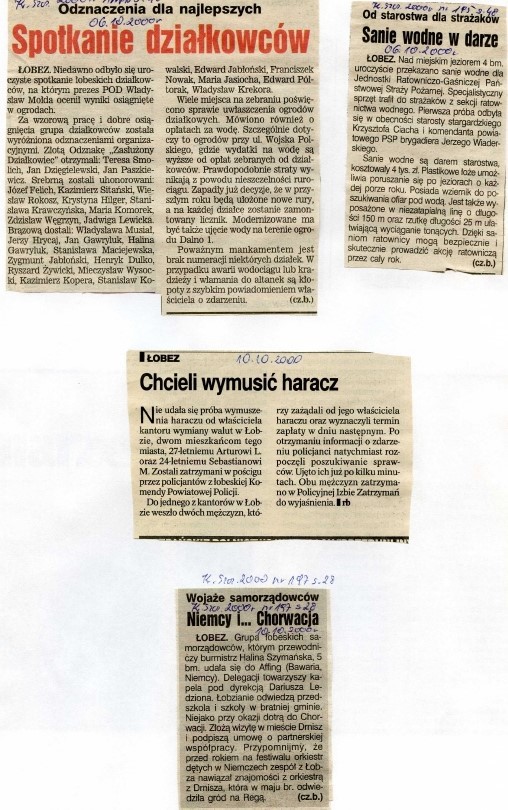 Odznaczenia dla najlepszych
06.10.2000r
Spotkanie działkowców
ŁOBEZ. Niedawno odbyło się uro-
czyste spotkanie łobeskich działkow-
ców, na którym prezes POD Włady-
sław Mołda ocenił wyniki osiągnięte
w ogrodach.
Za wzorową pracę i dobre osią-
gnięcia grupa działkowców została
wyróżniona odznaczeniami organiza-
cyjnymi. Złotą Odznakę „Zasłużony
Działkowiec" otrzymali: Teresa Smo-
lich, Jan Dzięgielewski, Jan Paszkie-
wicz. Srebrną zostali uhonorowani:
Józef Felich, Kazimierz Sitański, Wie-
sław Rokosz, Krystyna Hilger, Stani-
sława Krawczyńska, Maria Komorek,
Zdzisław Węgrzyn, Jadwiga Lewicka.
Brązową dostali: Władysława Musiał,
Jerzy Hrycaj, Jan Gawryluk, Halina
Gawryluk, Stanisława Maciejewska,
Zygmunt Jabłoński, Henryk Dulko,
Ryszard Żywicki, Mieczysław Wysoc-
ki, Kazimierz Kopera, Stanisław Ko-
walski, Edward Jabłoński, Franciszek
Nowak, Maria Jasiocha, Edward Pół-
torak, Władysław Krekora.
Wiele miejsca na zebraniu poświę-
cono sprawie uwłaszczenia ogrodów
działkowych. Mówiono również o
opłatach za wodę. Szczególnie doty-
czy to ogrodów przy ul. Wojska Pol-
skiego, gdzie wydatki na wodę są
wyższe od opłat zebranych od dział-
kowców. Prawdopodobnie straty wy-
nikają z powodu nieszczelności ruro-
ciągu. Zapadły już decyzje, że w przy-
szłym roku będą ułożone nowe rury,
a na każdej działce zostanie zamon-
towany licznik. Modernizowane ma
być także ujęcie wody na terenie ogro-
du Dalno 1.
Poważnym mankamentem jest
brak numeracji niektórych działek. W
przypadku awarii wodociągu lub kra-
dzieży i włamania do altanek są kło-
poty z szybkim powiadomieniem wła-
ściciela o zdarzeniu. (cz.b.)
Od starostwa dla strażaków
Sanie wodne w darze
06.10.2000r.
ŁOBEZ. Nad miejskim jeziorem 4 bm.
uroczyście przekazano sanie wodne dla
Jednostki Ratowniczo-Gaśniczej Pań-
stwowej Straży Pożarnej. Specjalistyczny
sprzęt trafił do strażaków z sekcji ratow-
nictwa wodnego. Pierwsza próba odbyła
się w obecności starosty stargardzkiego
Krzysztofa Ciacha i komendanta powia-
towego PSP brygadiera Jerzego Wiader-
skiego.
Sanie wodne są darem starostwa,
kosztowały 4 tys. zł. Plastikowe łoże umoż-
liwia poruszanie się po jeziorach o każ-
dej porze roku. Posiada wziernik do po-
szukiwania ofiar pod wodą. Jest także wy-
posażone w niezatapialną linę o długo-
ści 150 m oraz rzutkę długości 25 m uła-
twiającą wyciąganie tonących. Dzięki sa-
niom ratownicy mogą bezpiecznie i
skutecznie prowadzić akcję ratowniczą
przez cały rok. (cz.b.)
ŁOBEZ 10.10.2000
Chcieli wymusić haracz
Nie udała się próba wymusze-
nia haraczu od właściciela
kantoru wymiany walut w Łob-
zie, dwom mieszkańcom tego
miasta, 27-letniemu Arturowi L.
oraz 24-letniemu Sebastianowi
M. Zostali zatrzymani w pościgu
przez policjantów z łobeskiej Ko-
mendy Powiatowej Policji.
Do jednego z kantorów w Łob-
zie weszło dwóch mężczyzn, któ-
rzy zażądali od jego właściciela
haraczu oraz wyznaczyli termin
zapłaty w dniu następnym. Po
otrzymaniu informacji o zdarze-
niu policjanci natychmiast roz-
poczęli poszukiwanie spraw-
ców. Ujęto ich już po kilku minu-
tach. Obu mężczyzn zatrzyma-
no w Policyjnej Izbie Zatrzymań
do wyjaśnienia. rb
K. Szcz. 2000 nr 197 s.28
Wojaże samorządowców
K. Szcz. 2000r nr 197 s.28
Niemcy i... Chorwacja
10.10.2000r
ŁOBEZ. Grupa łobeskich sa-
morządowców, którym przewodni-
czy burmistrz Halina Szymańska, 5
bm. udała się do Affing (Bawaria,
Niemcy). Delegacji towarzyszy ka-
pela pod dyrekcją Dariusza Le-
dziona. Łobzianie odwiedzą przed-
szkola i szkoły w bratniej gminie.
Niejako przy okazji dotrą do Chor-
wacji. Złożą wizytę w mieście Drnisz
i podpiszą umowę o partnerskiej
współpracy. Przypomnijmy, że
przed rokiem na festiwalu orkiestr
dętych w Niemczech zespół z Łob-
za nawiązał znajomości z orkiestrą
z Drnisza, która w maju br. odwie-
dziła gród na Regą. (cz.b.)